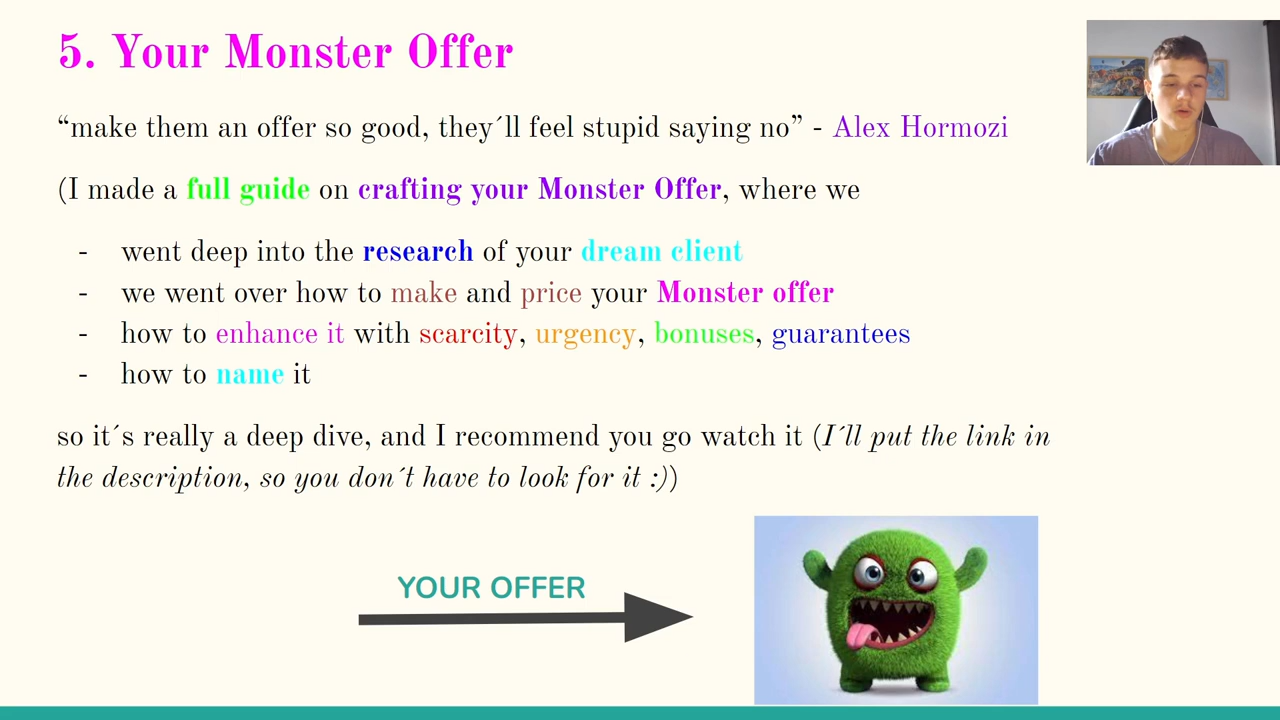 5. Your Monster Offer
“make them an offer so good, they´ll feel stupid saying no” - Alex Hormozi
(I made a full guide on crafting your Monster Offer, where we
- went deep into the research of your dream client
- we went over how to make and price your Monster offer
- how to enhance it with scarcity, urgency, bonuses, guarantees
- how to name it
so it´s really a deep dive, and I recommend you go watch it (I´ll put the link in
the description, so you don´t have to look for it :))
YOUR OFFER